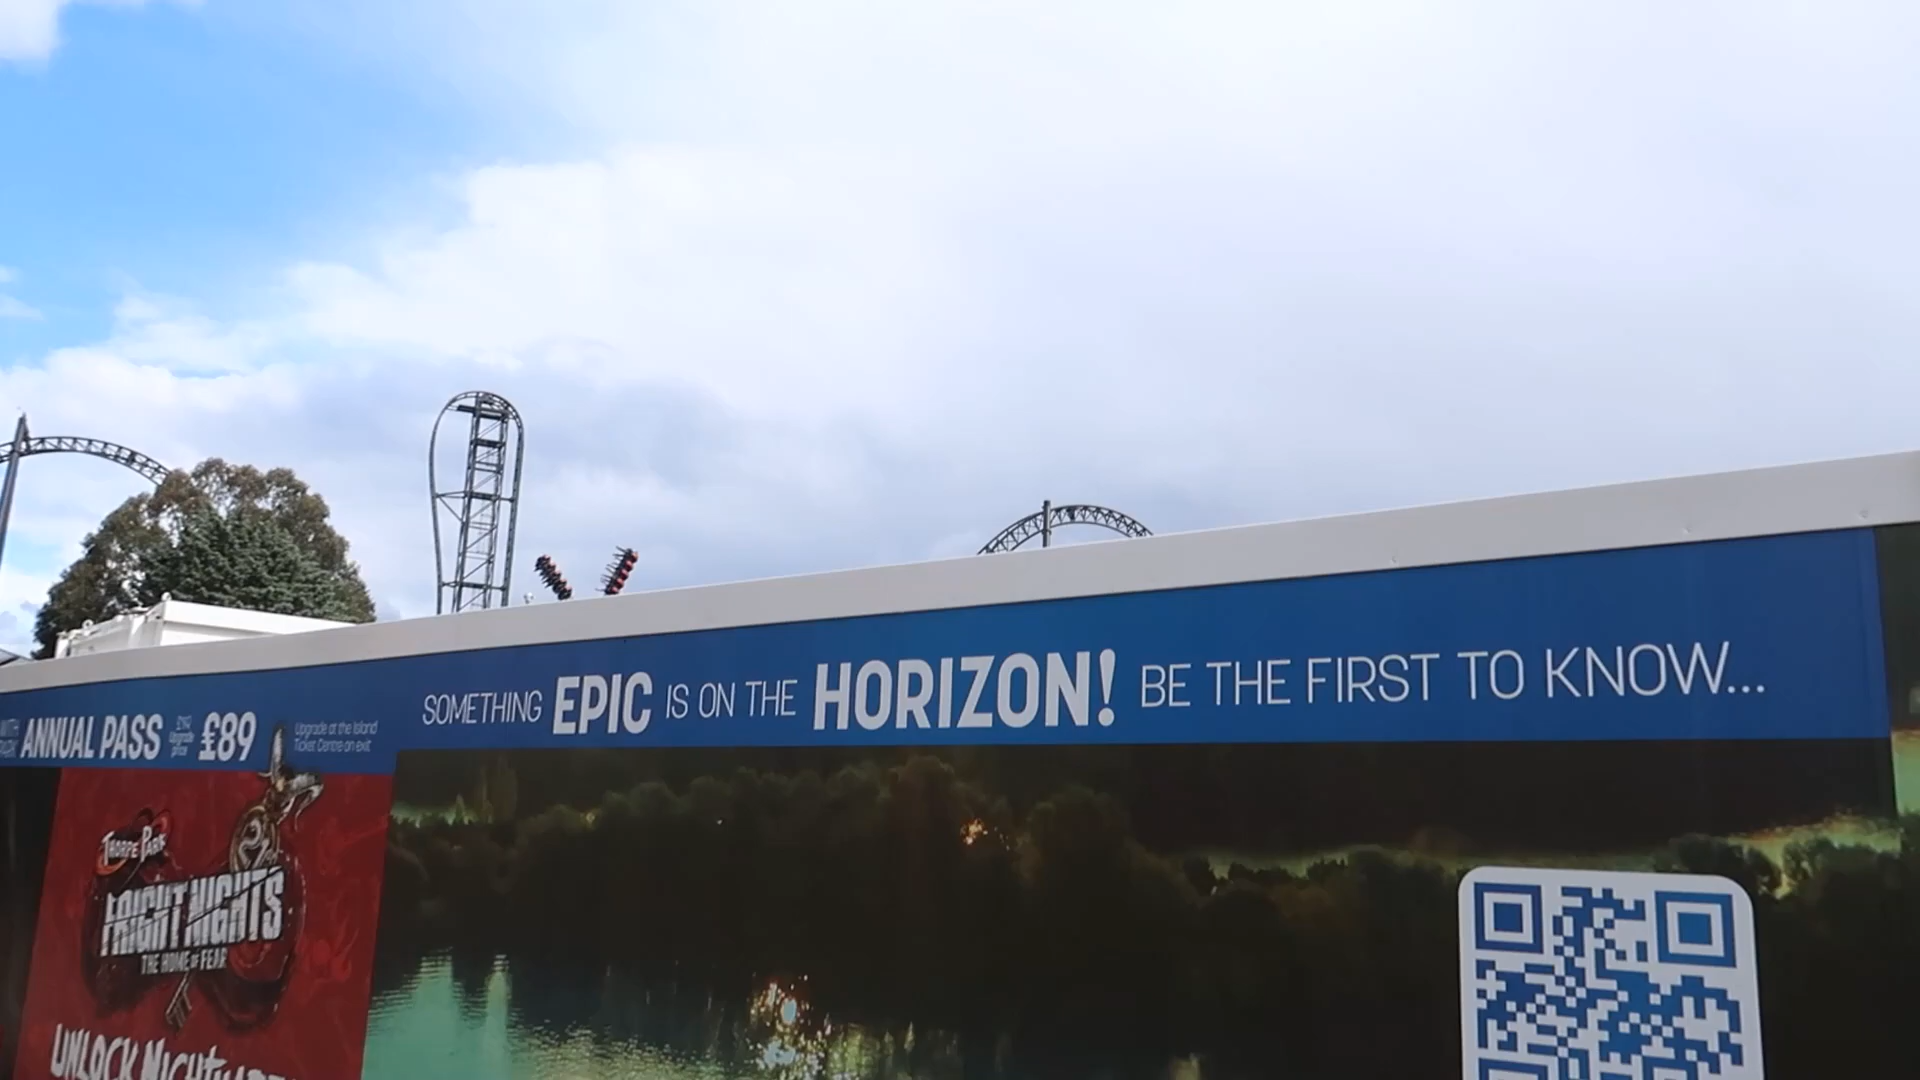 SOMETHING EPIC IS ON THE HORIZON! BE THE FIRST TO KNOW...
ANNUAL PASS £89
Upgrade at the Island
Ticket Centre on exit
THORPE PARK
FRIGHT NIGHTS
THE HOME OF FEAR
UNLOCK